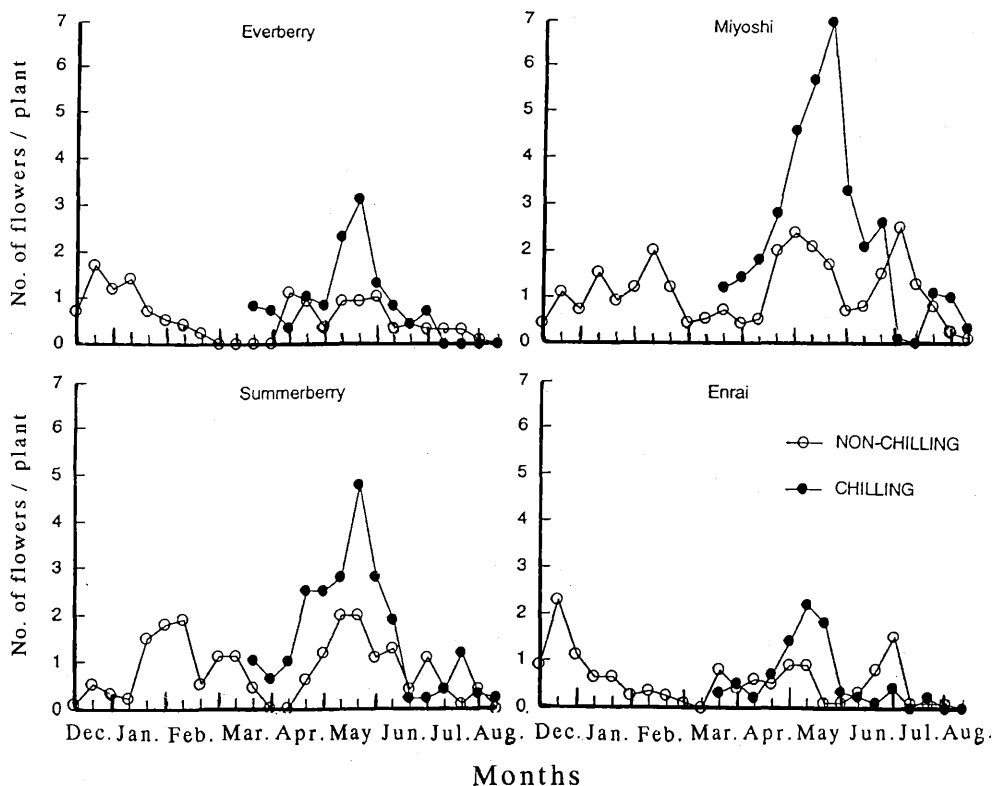 Everberry
7
6
5
4
3
2
1
0
No. of flowers / plant
Miyoshi
7
6
5
4
3
2
1
0
Summerberry
7
6
5
4
3
2
1
0
No. of flowers / plant
Enrai
7
6
5
4
3
2
1
0
NON-CHILLING
CHILLING
Dec. Jan. Feb. Mar. Apr. May Jun. Jul. Aug.
Dec. Jan. Feb. Mar. Apr. May Jun. Jul. Aug.
Months